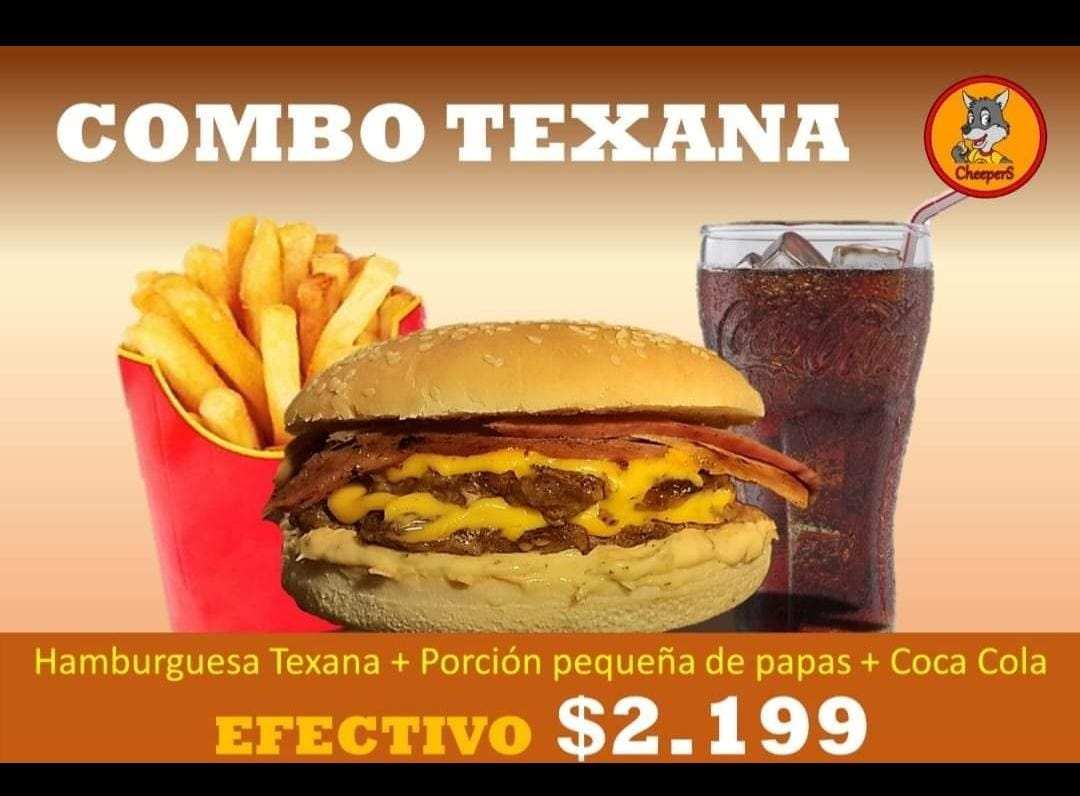 COMBO TEXANA
CheeperS
Hamburguesa Texana + Porción pequeña de papas + Coca Cola
EFECTIVO $2.199